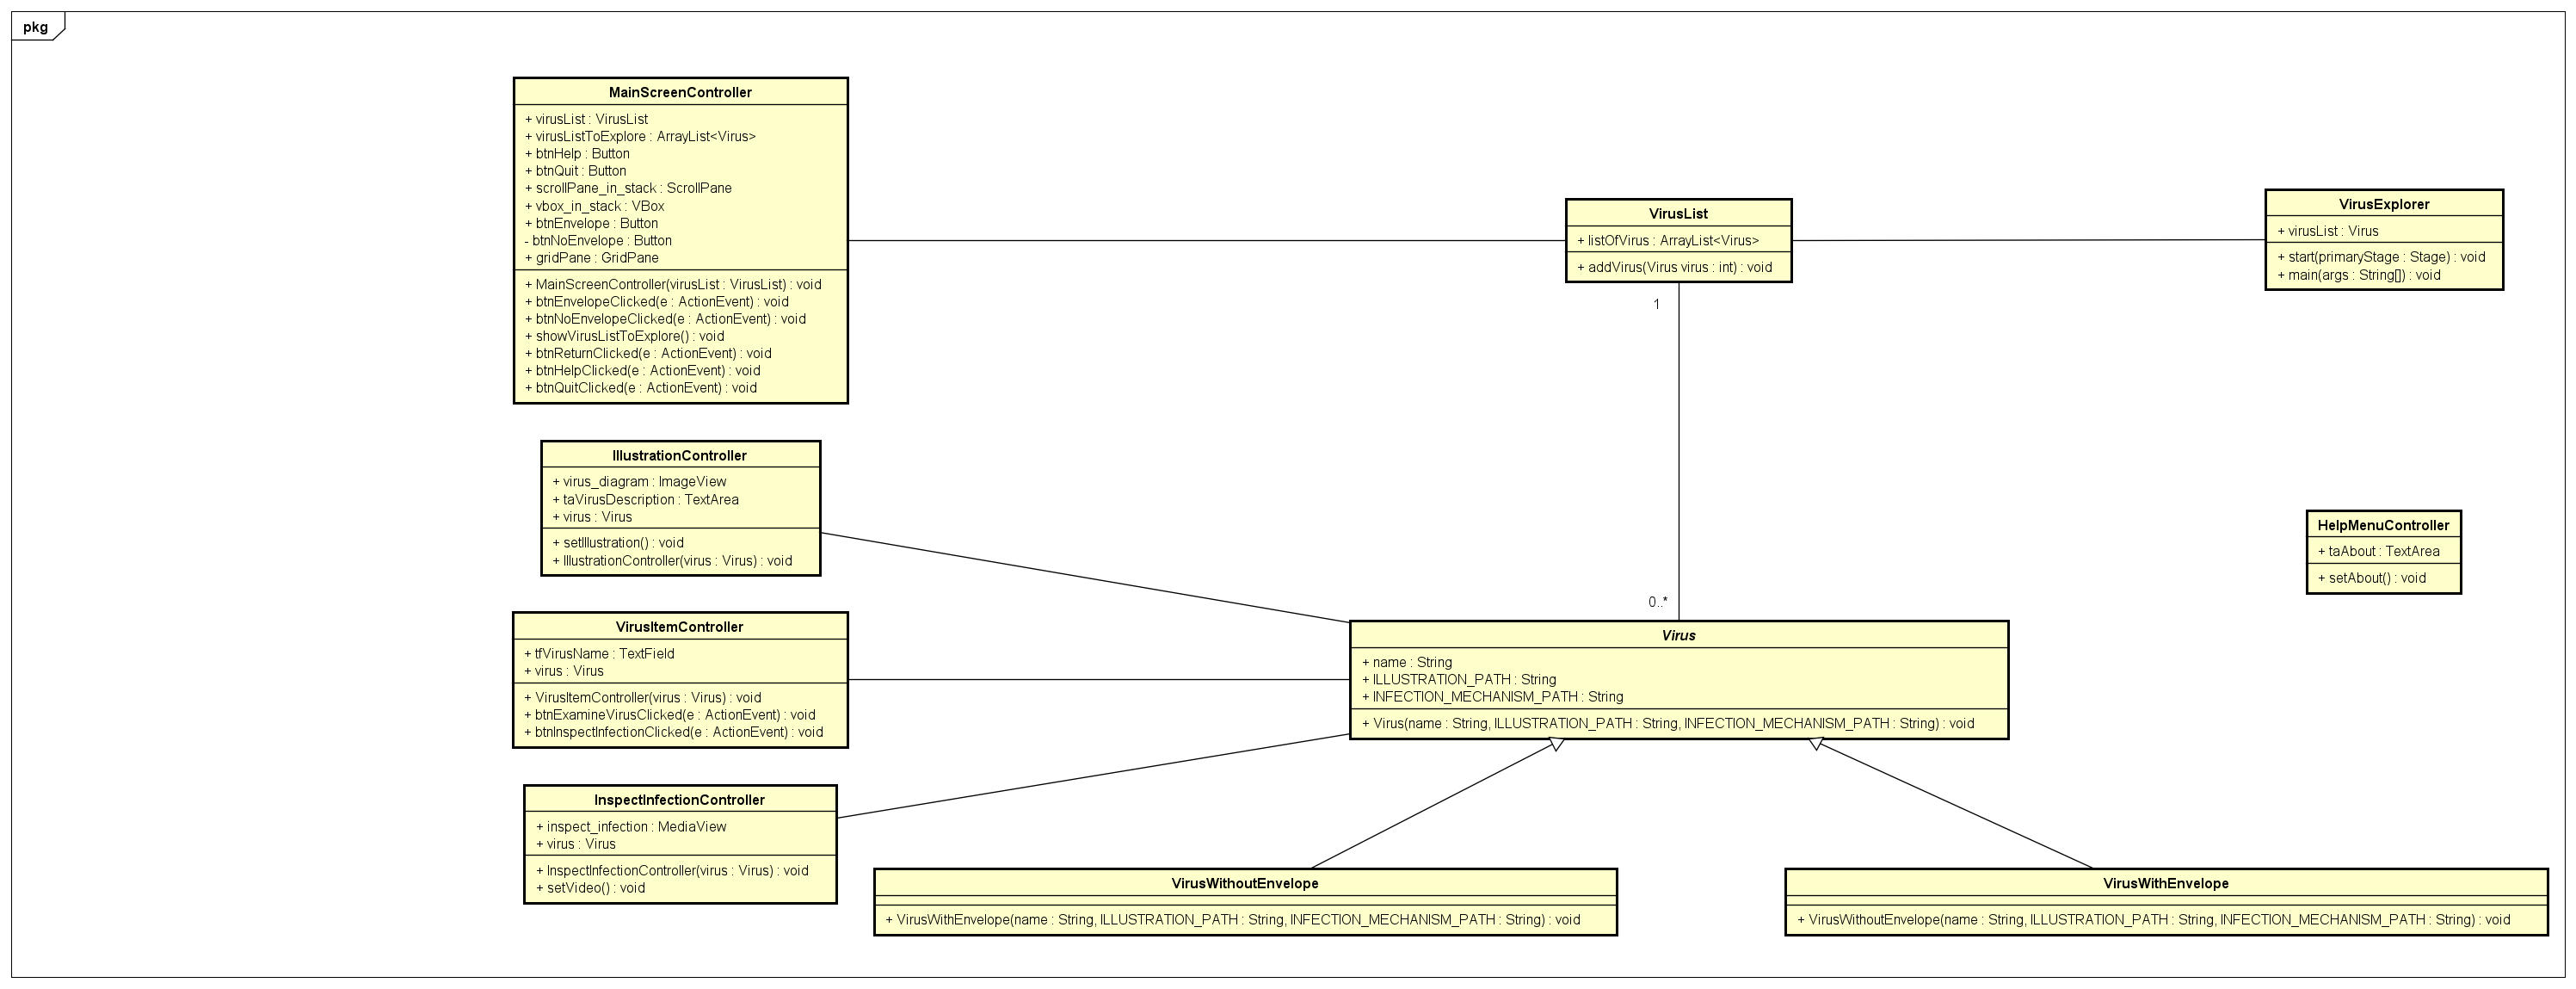 pkg
MainScreenController
+ virusList : VirusList
+ virusListToExplore : ArrayList<Virus>
+ btnHelp : Button
+ btnQuit : Button
+ scrollPane_in_stack : ScrollPane
+ vbox_in_stack : VBox
+ btnEnvelope : Button
- btnNoEnvelope : Button
+ gridPane : GridPane
+ MainScreenController(virusList : VirusList) : void
+ btnEnvelopeClicked(e : ActionEvent) : void
+ btnNoEnvelopeClicked(e : ActionEvent) : void
+ showVirusListToExplore() : void
+ btnReturnClicked(e : ActionEvent) : void
+ btnHelpClicked(e : ActionEvent) : void
+ btnQuitClicked(e : ActionEvent) : void
VirusList
+ listOfVirus : ArrayList<Virus>
+ addVirus(Virus virus : int) : void
1
0..*
VirusExplorer
+ virusList : Virus
+ start(primaryStage : Stage) : void
+ main(args : String[]) : void
IllustrationController
+ virus_diagram : ImageView
+ taVirusDescription : TextArea
+ virus : Virus
+ setIllustration() : void
+ IllustrationController(virus : Virus) : void
HelpMenuController
+ taAbout : TextArea
+ setAbout() : void
VirusItemController
+ tfVirusName : TextField
+ virus : Virus
+ VirusItemController(virus : Virus) : void
+ btnExamineVirusClicked(e : ActionEvent) : void
+ btnInspectInfectionClicked(e : ActionEvent) : void
Virus
+ name : String
+ ILLUSTRATION_PATH : String
+ INFECTION_MECHANISM_PATH : String
+ Virus(name : String, ILLUSTRATION_PATH : String, INFECTION_MECHANISM_PATH : String) : void
InspectInfectionController
+ inspect_infection : MediaView
+ virus : Virus
+ InspectInfectionController(virus : Virus) : void
+ setVideo() : void
VirusWithoutEnvelope
+ VirusWithEnvelope(name : String, ILLUSTRATION_PATH : String, INFECTION_MECHANISM_PATH : String) : void
VirusWithEnvelope
+ VirusWithoutEnvelope(name : String, ILLUSTRATION_PATH : String, INFECTION_MECHANISM_PATH : String) : void